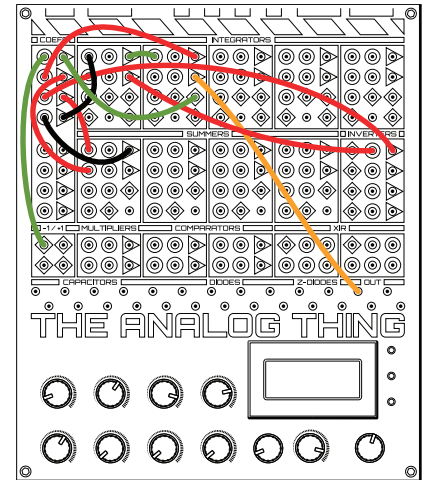 COEFF. INTEGRATORS
SUMMERS INVERTERS
-1/+1 MULTIPLIERS COMPARATORS XIR
CAPACITORS DIODES Z-DIODES OUT
THE ANALOG THING